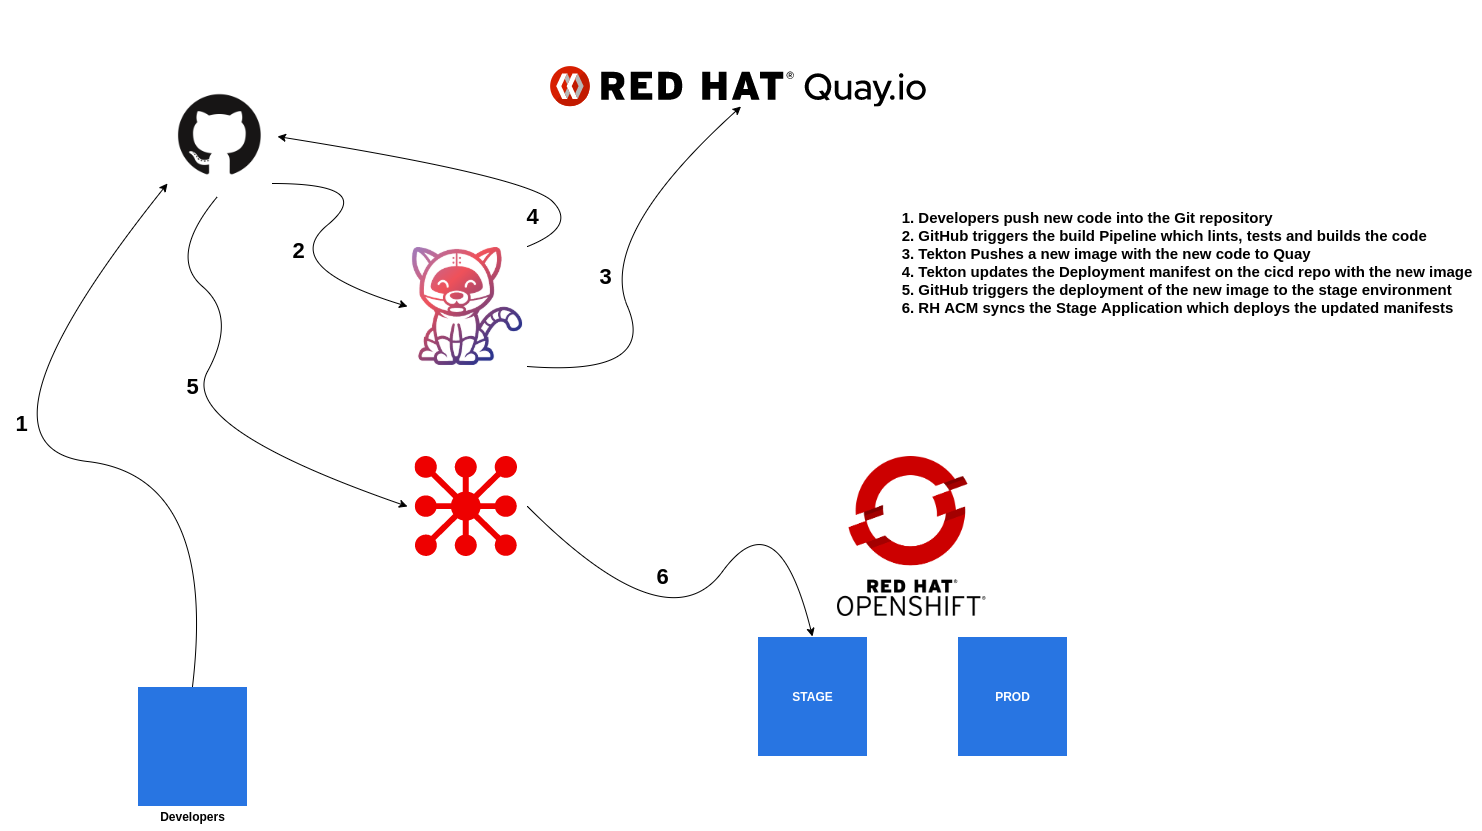 RED HAT® Quay.io
4
2
3
1. Developers push new code into the Git repository
2. GitHub triggers the build Pipeline which lints, tests and builds the code
3. Tekton Pushes a new image with the new code to Quay
4. Tekton updates the Deployment manifest on the cicd repo with the new image
5. GitHub triggers the deployment of the new image to the stage environment
6. RH ACM syncs the Stage Application which deploys the updated manifests
5
1
6
RED HAT®
OPENSHIFT®
STAGE
PROD
Developers